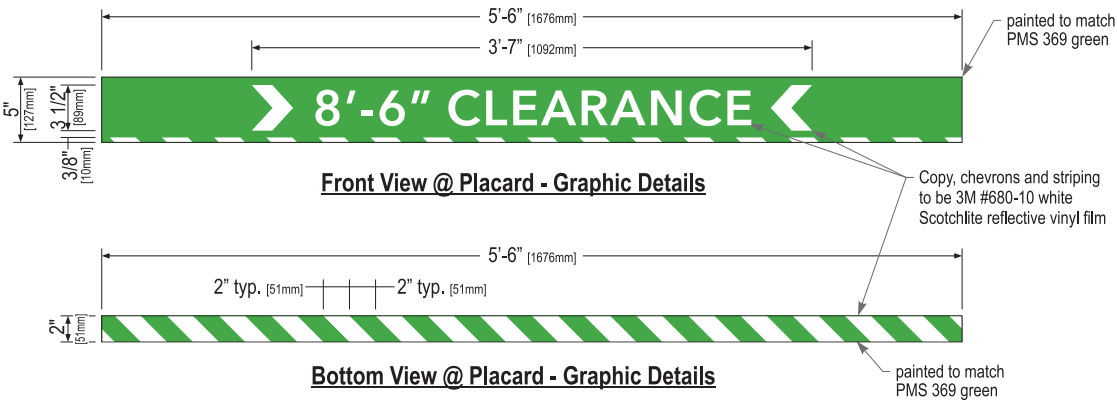 5'-6" [1676mm]
3'-7" [1092mm]
painted to match
PMS 369 green
5"
[127mm]
3 1/2"
[89mm]
3/8"
[10mm]
8’-6” CLEARANCE
Front View @ Placard - Graphic Details
Copy, chevrons and striping
to be 3M #680-10 white
Scotchlite reflective vinyl film
5'-6" [1676mm]
2” typ. [51mm]
2” typ. [51mm]
2"
[51mm]
Bottom View @ Placard - Graphic Details
painted to match
PMS 369 green